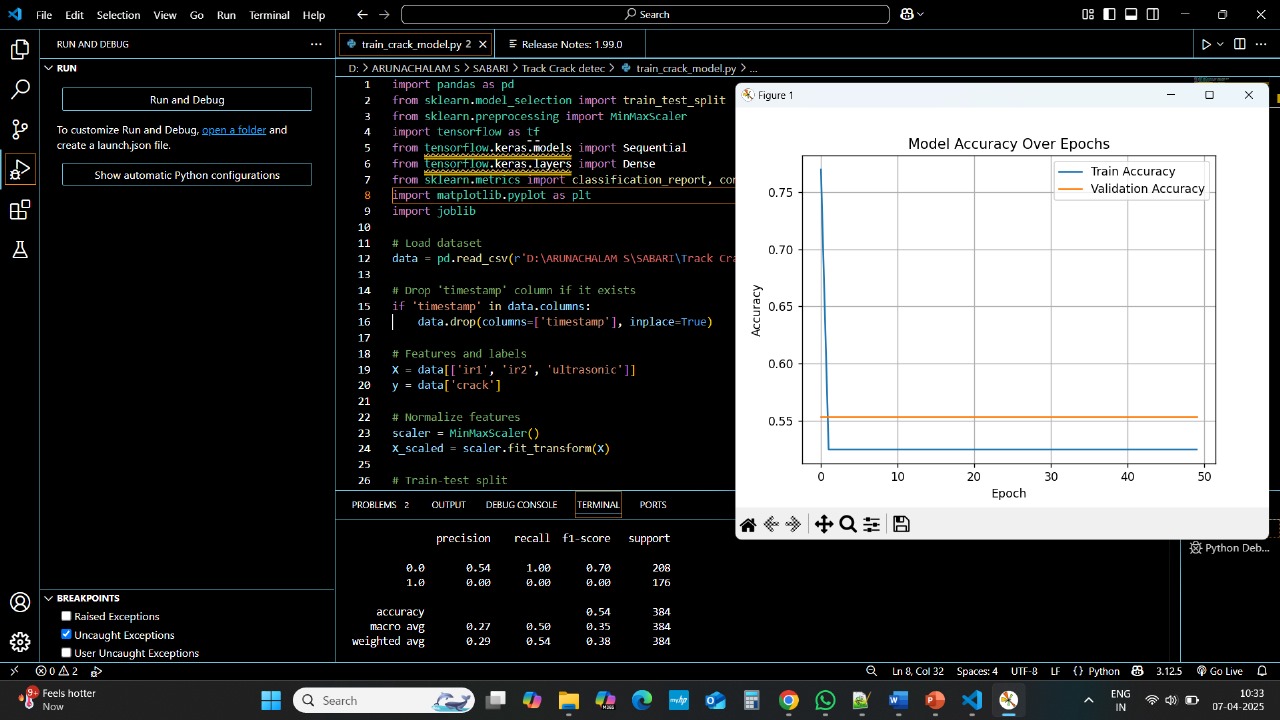 File Edit Selection View Go Run Terminal Help
Search
RUN AND DEBUG
RUN
Run and Debug
To customize Run and Debug, open a folder and
create a launch.json file.
Show automatic Python configurations
train_crack_model.py 2
Release Notes: 1.99.0
D: > ARUNACHALAM S > SABARI > Track Crack detec > train_crack_model.py > ...
1 import pandas as pd
2 from sklearn.model_selection import train_test_split
3 from sklearn.preprocessing import MinMaxScaler
4 import tensorflow as tf
5 from tensorflow.keras.models import Sequential
6 from tensorflow.keras.layers import Dense
7 from sklearn.metrics import classification_report, con
8 import matplotlib.pyplot as plt
9 import joblib
10
11 # Load dataset
12 data = pd.read_csv(r'D:\ARUNACHALAM S\SABARI\Track Cra
13
14 # Drop 'timestamp' column if it exists
15 if 'timestamp' in data.columns:
16 data.drop(columns=['timestamp'], inplace=True)
17
18 # Features and labels
19 X = data[['ir1', 'ir2', 'ultrasonic']]
20 y = data['crack']
21
22 # Normalize features
23 scaler = MinMaxScaler()
24 X_scaled = scaler.fit_transform(X)
25
26 # Train-test split
Figure 1
Model Accuracy Over Epochs
Train Accuracy
Validation Accuracy
0.75
0.70
0.65
0.60
0.55
Accuracy
0 10 20 30 40 50
Epoch
PROBLEMS 2 OUTPUT DEBUG CONSOLE TERMINAL PORTS
precision recall f1-score support
0.0 0.54 1.00 0.70 208
1.0 0.00 0.00 0.00 176
accuracy 0.54 384
macro avg 0.27 0.50 0.35 384
weighted avg 0.29 0.54 0.38 384
Python Deb...
BREAKPOINTS
Raised Exceptions
Uncaught Exceptions
User Uncaught Exceptions
0 2
Ln 8, Col 32 Spaces: 4 UTF-8 LF {} Python 3.12.5 Go Live
9+
Feels hotter
Now
Search
ENG
IN
10:33
07-04-2025